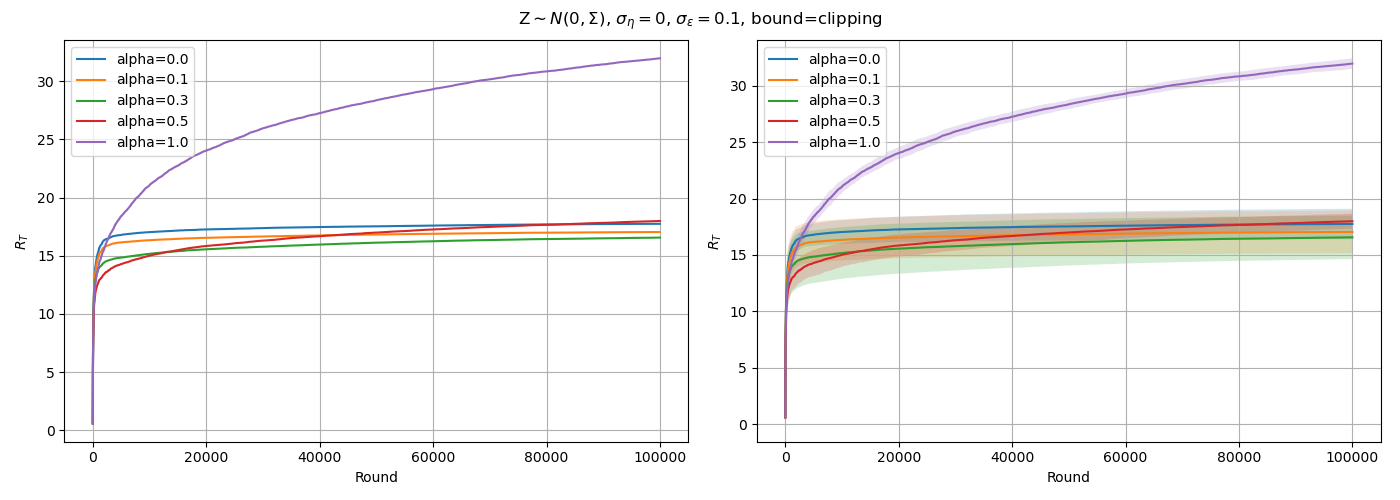 Z ∼ N(0, Σ), σ_η = 0, σ_ε = 0.1, bound=clipping
alpha=0.0
alpha=0.1
alpha=0.3
alpha=0.5
alpha=1.0
30
25
20
15
10
5
0
R_T
0 20000 40000 60000 80000 100000
Round
alpha=0.0
alpha=0.1
alpha=0.3
alpha=0.5
alpha=1.0
30
25
20
15
10
5
0
R_T
0 20000 40000 60000 80000 100000
Round